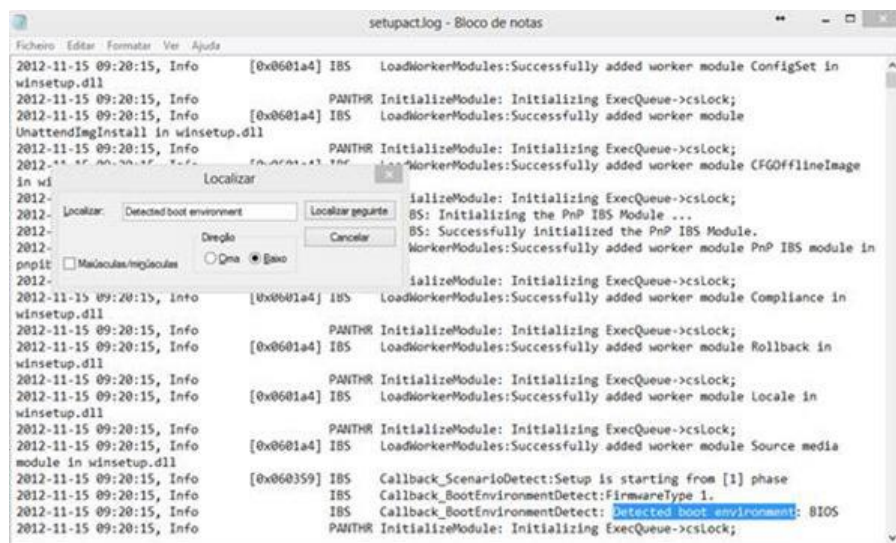 setupact.log - Bloco de notas
Ficheiro Editar Formatar Ver Ajuda
2012-11-15 09:20:15, Info [0x0601a4] IBS LoadWorkerModules:Successfully added worker module ConfigSet in
winsetup.dll
2012-11-15 09:20:15, Info PANTHR InitializeModule: Initializing ExecQueue->csLock;
2012-11-15 09:20:15, Info [0x0601a4] IBS LoadWorkerModules:Successfully added worker module
UnattendImgInstall in winsetup.dll
2012-11-15 09:20:15, Info PANTHR InitializeModule: Initializing ExecQueue->csLock;
WorkerModules:Successfully added worker module CFGOfflineImage
in wi
2012- ializeModule: Initializing ExecQueue->csLock;
2012- BS: Initializing the PnP IBS Module ...
2012- BS: Successfully initialized the PnP IBS Module.
2012- WorkerModules:Successfully added worker module PnP IBS module in
pnpit
2012- ializeModule: Initializing ExecQueue->csLock;
Localizar
Localizar: Detected boot environment Localizar seguinte
Direção Cancelar
Maiúsculas/minúsculas Cima Baixo
2012-11-15 09:20:15, Info [0x0601a4] IBS LoadWorkerModules:Successfully added worker module Compliance in
winsetup.dll
2012-11-15 09:20:15, Info PANTHR InitializeModule: Initializing ExecQueue->csLock;
2012-11-15 09:20:15, Info [0x0601a4] IBS LoadWorkerModules:Successfully added worker module Rollback in
winsetup.dll
2012-11-15 09:20:15, Info PANTHR InitializeModule: Initializing ExecQueue->csLock;
2012-11-15 09:20:15, Info [0x0601a4] IBS LoadWorkerModules:Successfully added worker module Locale in
winsetup.dll
2012-11-15 09:20:15, Info PANTHR InitializeModule: Initializing ExecQueue->csLock;
2012-11-15 09:20:15, Info [0x0601a4] IBS LoadWorkerModules:Successfully added worker module Source media
module in winsetup.dll
2012-11-15 09:20:15, Info [0x060359] IBS Callback_ScenarioDetect:Setup is starting from [1] phase
2012-11-15 09:20:15, Info IBS Callback_BootEnvironmentDetect:FirmwareType 1.
2012-11-15 09:20:15, Info IBS Callback_BootEnvironmentDetect: Detected boot environment: BIOS
2012-11-15 09:20:15, Info PANTHR InitializeModule: Initializing ExecQueue->csLock;